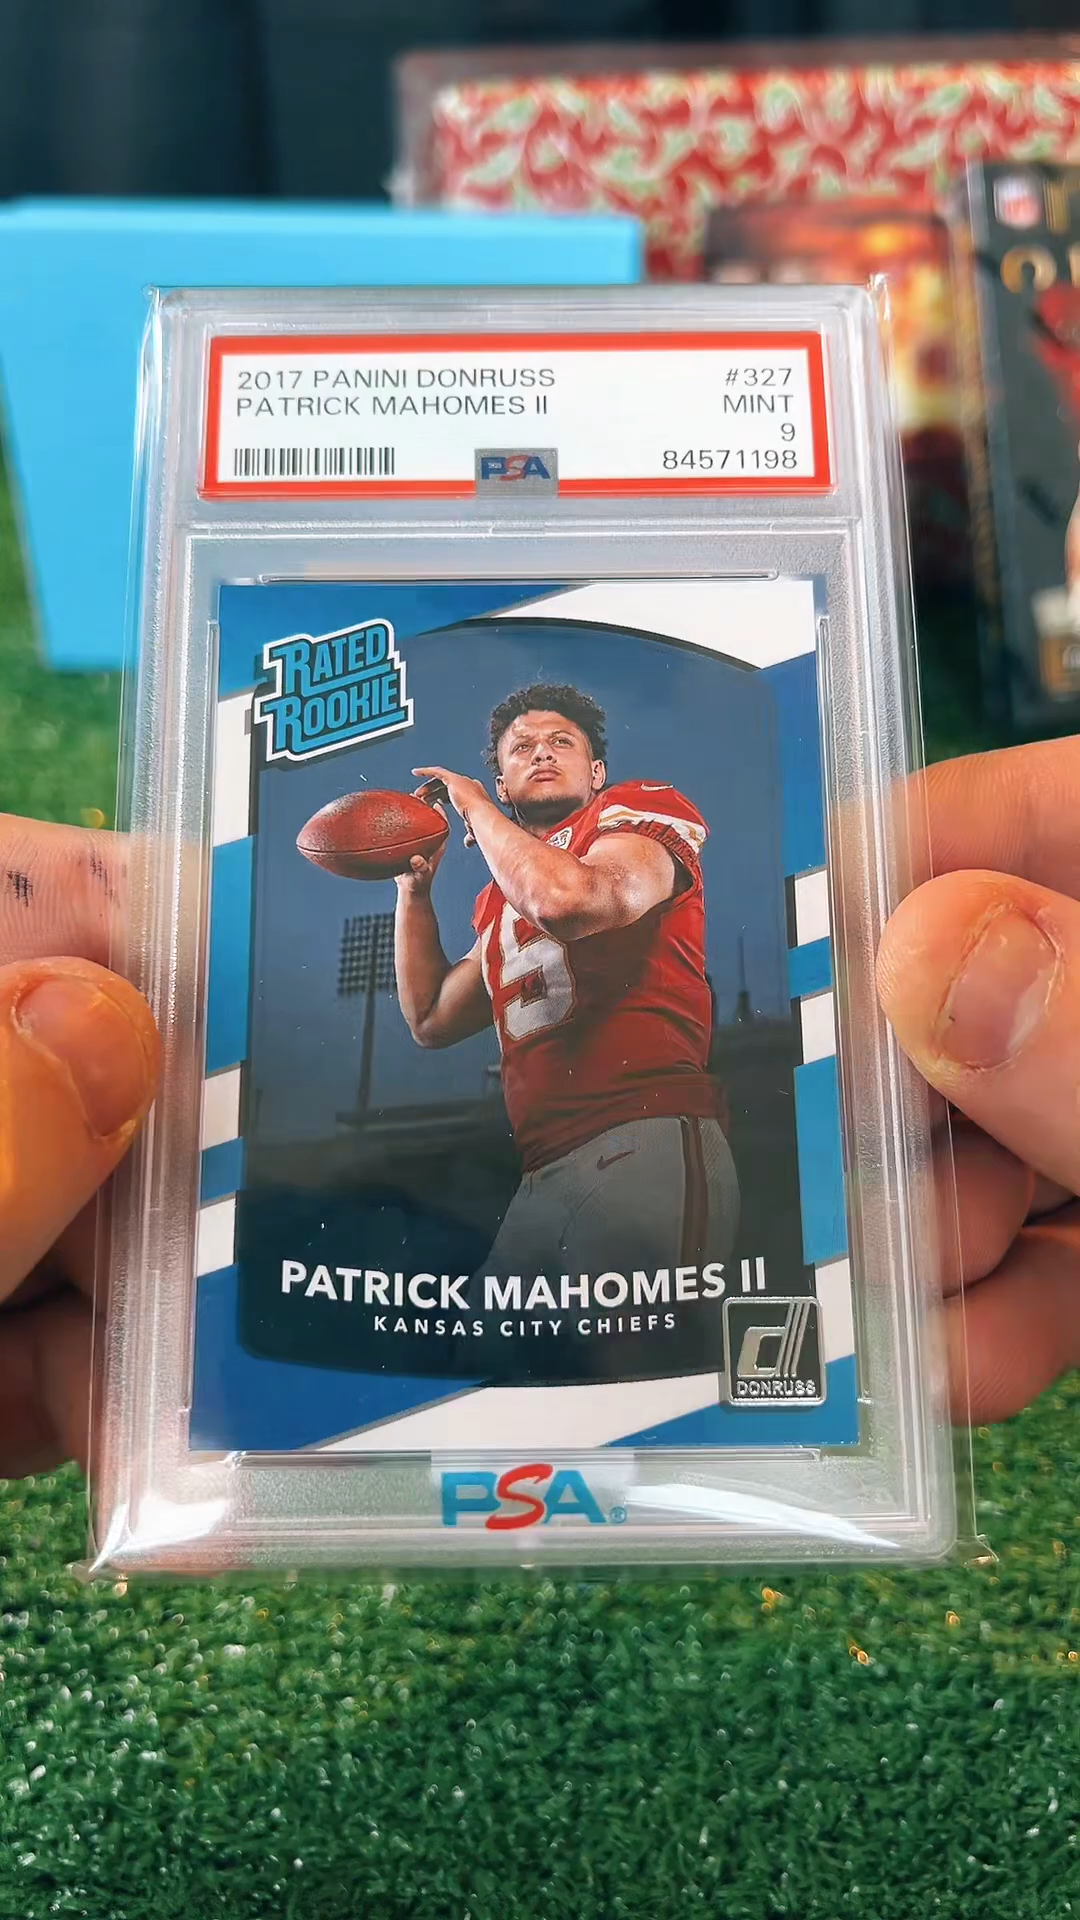 2017 PANINI DONRUSS #327
PATRICK MAHOMES II MINT
9
PSA 84571198
RATED
ROOKIE
5
PATRICK MAHOMES II
KANSAS CITY CHIEFS
DONRUSS
PSA®